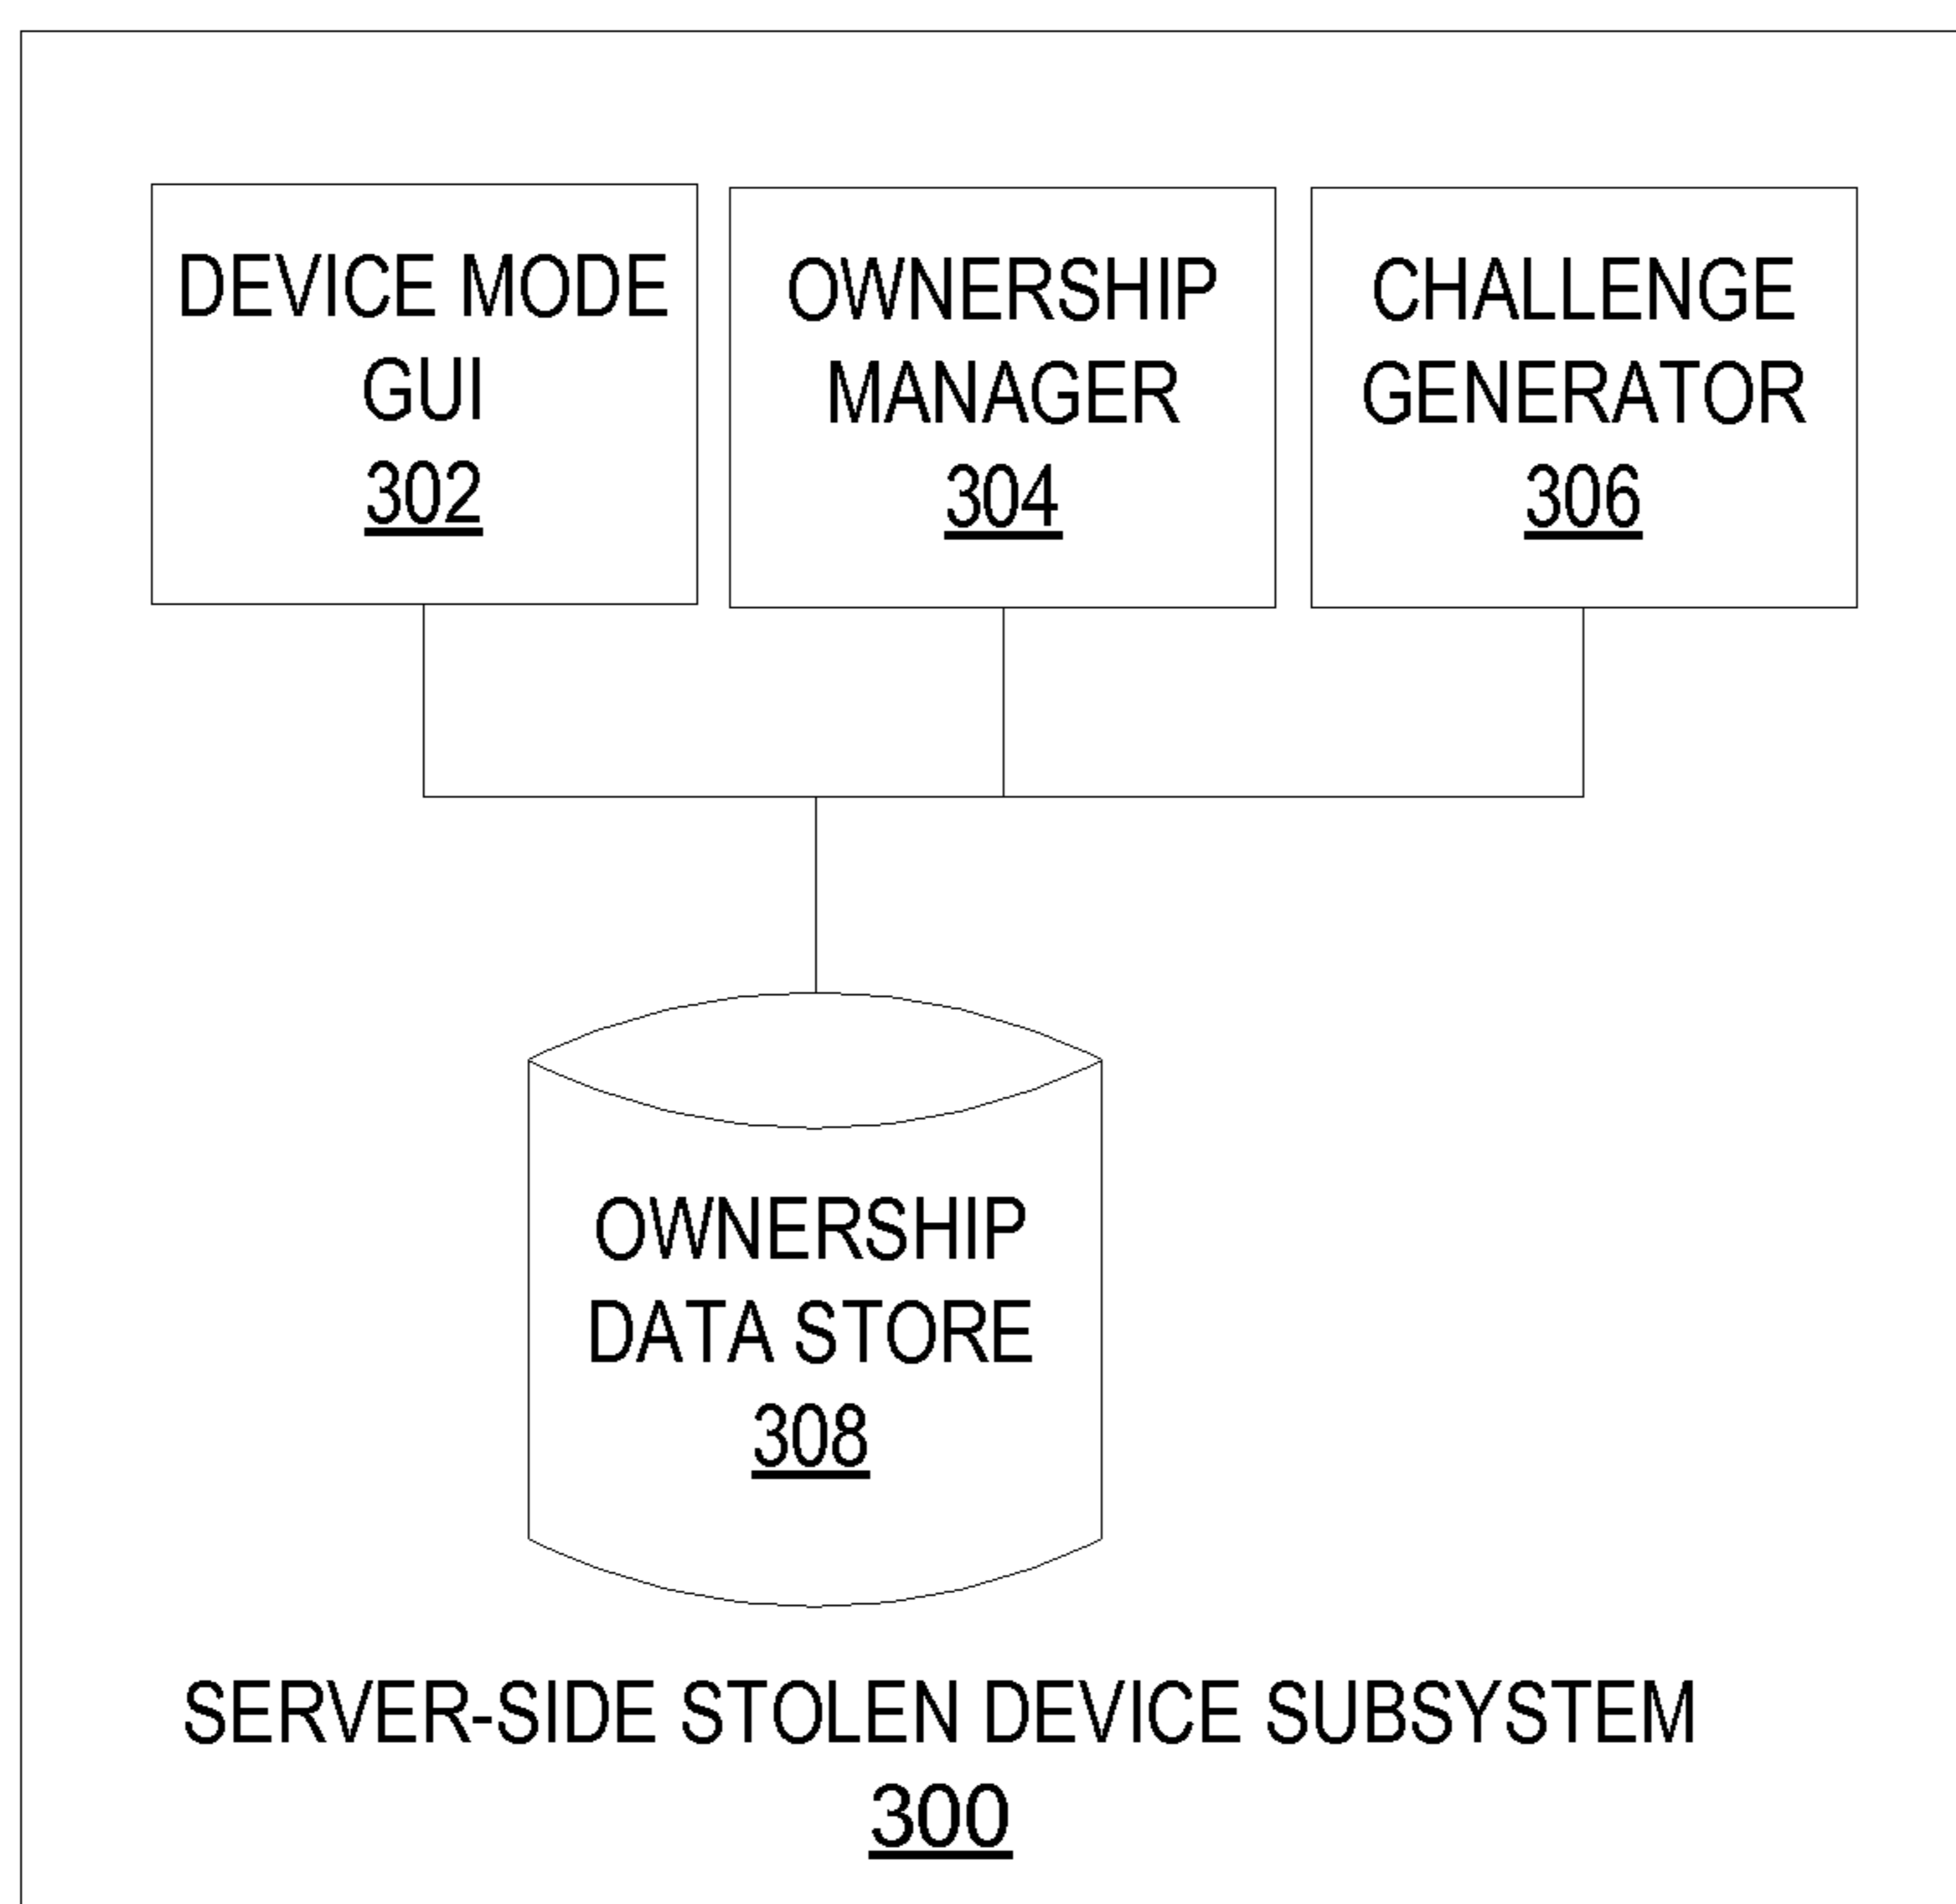 DEVICE MODE
GUI
302
OWNERSHIP
MANAGER
304
CHALLENGE
GENERATOR
306
OWNERSHIP
DATA STORE
308
SERVER-SIDE STOLEN DEVICE SUBSYSTEM
300